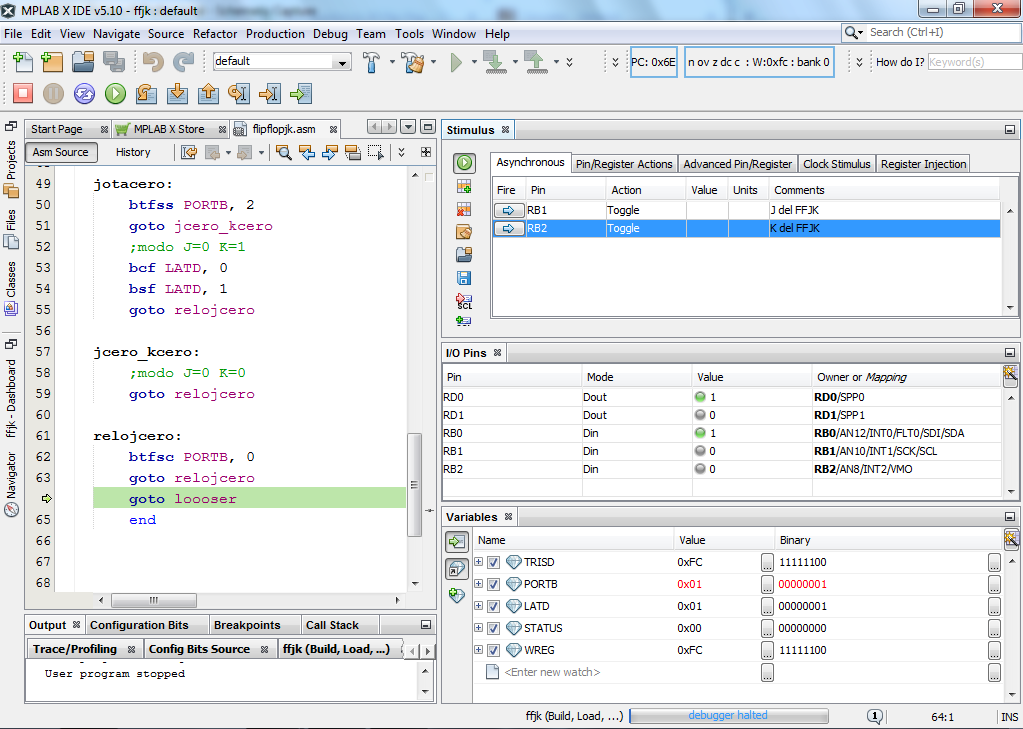 MPLAB X IDE v5.10 - ffjk : default
File Edit View Navigate Source Refactor Production Debug Team Tools Window Help
Search (Ctrl+I)
default
PC: 0x6E
n ov z dc c : W:0xfc : bank 0
How do I?
Keyword(s)
Start Page
MPLAB X Store
flipflopjk.asm
Asm Source
History
Projects
Files
Classes
ffjk - Dashboard
Navigator
49 jotacero:
50 btfss PORTB, 2
51 goto jcero_kcero
52 ;modo J=0 K=1
53 bcf LATD, 0
54 bsf LATD, 1
55 goto relojcero
56
57 jcero_kcero:
58 ;modo J=0 K=0
59 goto relojcero
60
61 relojcero:
62 btfsc PORTB, 0
63 goto relojcero
goto loooser
65 end
66
67
68
Output
Configuration Bits
Breakpoints
Call Stack
Trace/Profiling
Config Bits Source
ffjk (Build, Load, ...)
User program stopped
Stimulus
Asynchronous
Pin/Register Actions
Advanced Pin/Register
Clock Stimulus
Register Injection
Fire Pin Action Value Units Comments
RB1 Toggle J del FFJK
RB2 Toggle K del FFJK
SCL
I/O Pins
Pin Mode Value Owner or Mapping
RD0 Dout 1 RD0/SPP0
RD1 Dout 0 RD1/SPP1
RB0 Din 1 RB0/AN12/INT0/FLT0/SDI/SDA
RB1 Din 0 RB1/AN10/INT1/SCK/SCL
RB2 Din 0 RB2/AN8/INT2/VMO
Variables
Name Value Binary
TRISD 0xFC ... 11111100 ...
PORTB 0x01 ... 00000001 ...
LATD 0x01 ... 00000001 ...
STATUS 0x00 ... 00000000 ...
WREG 0xFC ... 11111100 ...
<Enter new watch> ... ...
ffjk (Build, Load, ...)
debugger halted
1
64:1
INS